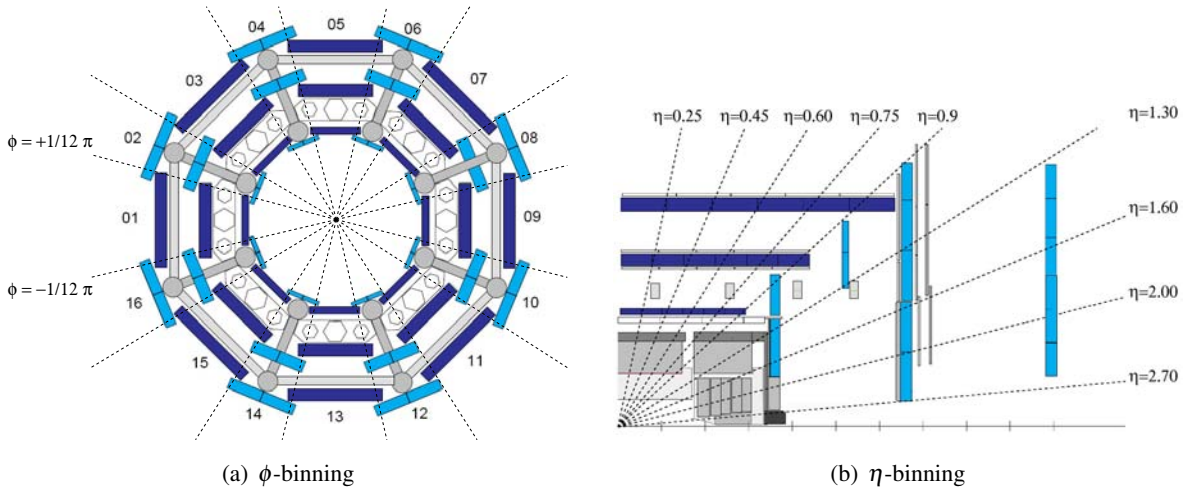 05
04
06
03
07
02
08
ϕ = +1/12 π
01
09
ϕ = −1/12 π
16
10
15
11
14
13
12
η=0.25
η=0.45
η=0.60
η=0.75
η=0.9
η=1.30
η=1.60
η=2.00
η=2.70
(a) ϕ-binning
(b) η-binning